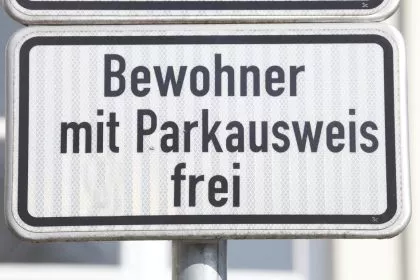 Bewohner
mit Parkausweis
frei